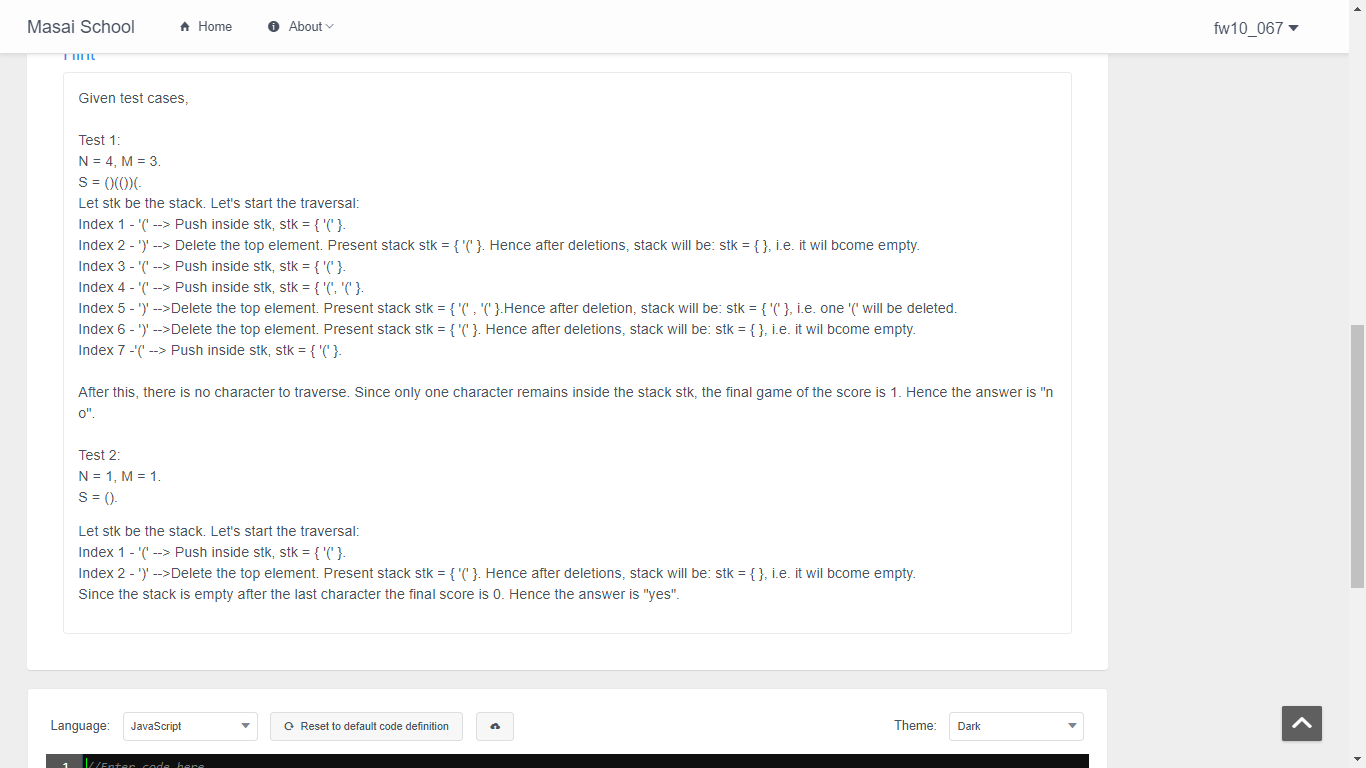 Masai School Home About fw10_067
Hint
Given test cases,
Test 1:
N = 4, M = 3.
S = ()(())(.
Let stk be the stack. Let's start the traversal:
Index 1 - '(' --> Push inside stk, stk = { '(' }.
Index 2 - ')' --> Delete the top element. Present stack stk = { '(' }. Hence after deletions, stack will be: stk = { }, i.e. it wil bcome empty.
Index 3 - '(' --> Push inside stk, stk = { '(' }.
Index 4 - '(' --> Push inside stk, stk = { '(', '(' }.
Index 5 - ')' -->Delete the top element. Present stack stk = { '(' , '(' }.Hence after deletion, stack will be: stk = { '(' }, i.e. one '(' will be deleted.
Index 6 - ')' -->Delete the top element. Present stack stk = { '(' }. Hence after deletions, stack will be: stk = { }, i.e. it wil bcome empty.
Index 7 -'(' --> Push inside stk, stk = { '(' }.
After this, there is no character to traverse. Since only one character remains inside the stack stk, the final game of the score is 1. Hence the answer is "n
o".
Test 2:
N = 1, M = 1.
S = ().
Let stk be the stack. Let's start the traversal:
Index 1 - '(' --> Push inside stk, stk = { '(' }.
Index 2 - ')' -->Delete the top element. Present stack stk = { '(' }. Hence after deletions, stack will be: stk = { }, i.e. it wil bcome empty.
Since the stack is empty after the last character the final score is 0. Hence the answer is "yes".
Language: JavaScript Reset to default code definition Theme: Dark
1 //Enter code here